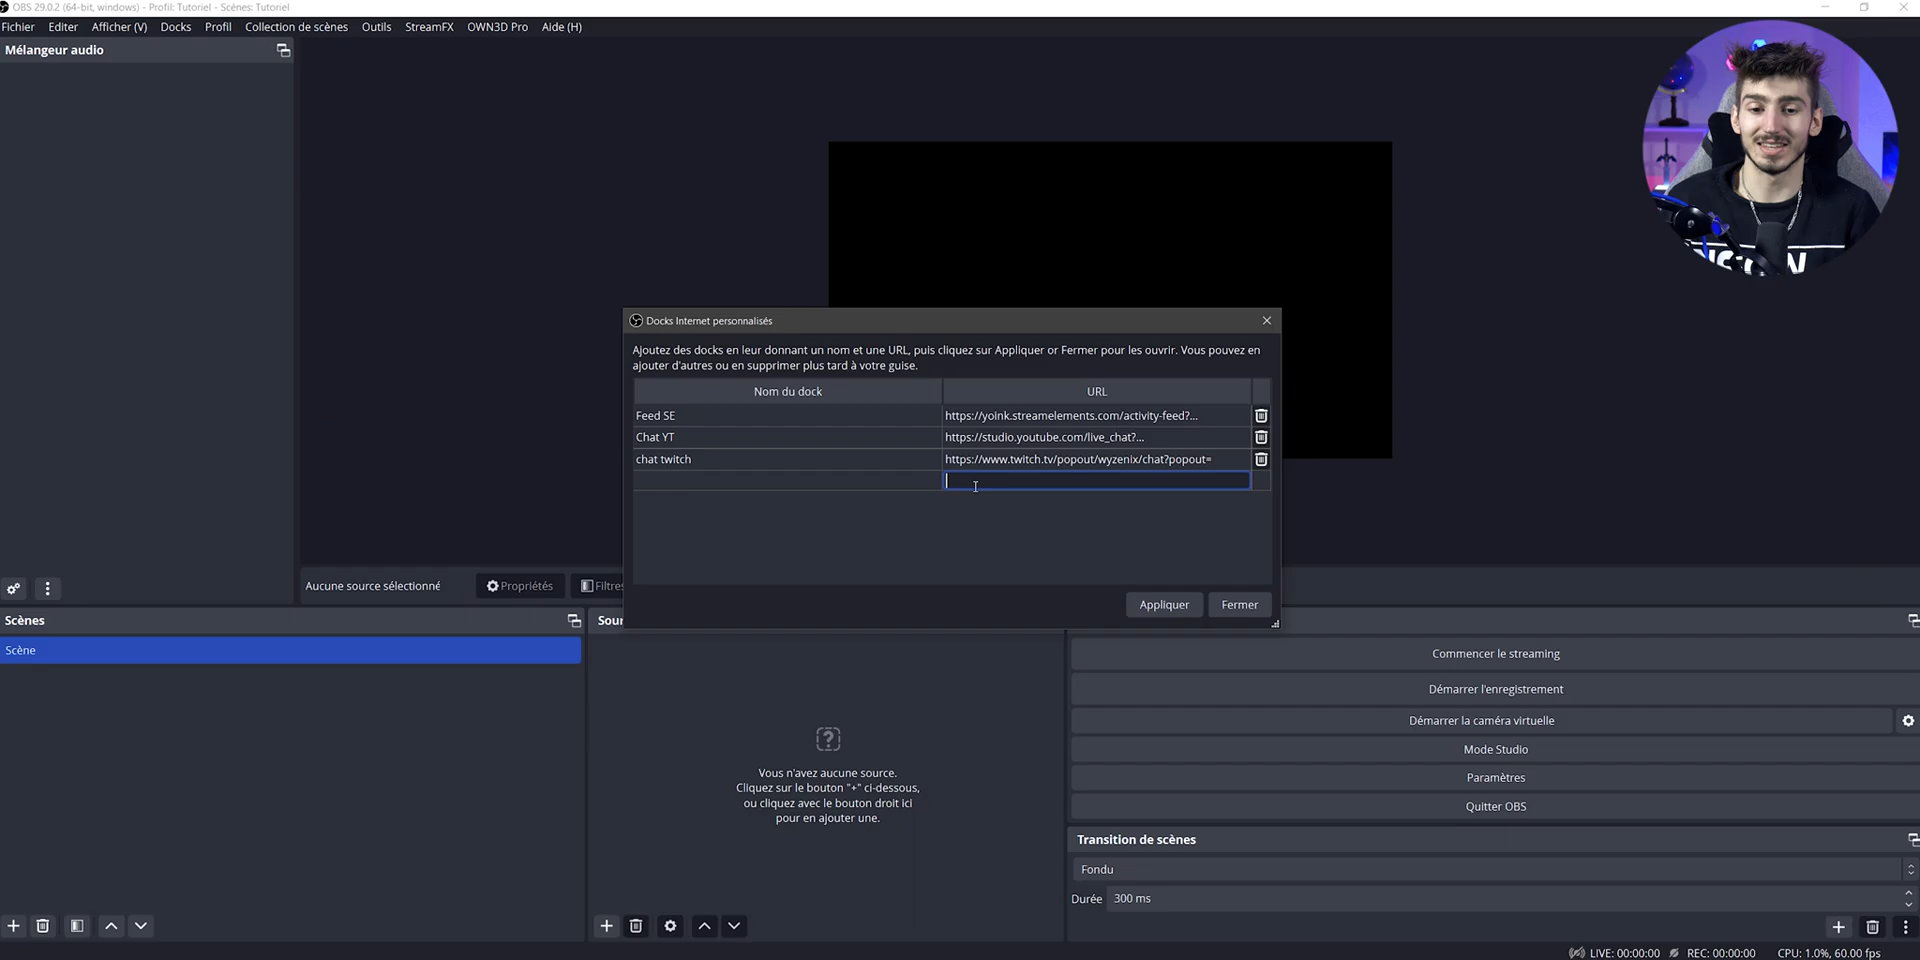 OBS 29.0.2 (64-bit, windows) - Profil: Tutoriel - Scènes: Tutoriel
Fichier Editer Afficher (V) Docks Profil Collection de scènes Outils StreamFX OWN3D Pro Aide (H)
Mélangeur audio
Docks Internet personnalisés
Ajoutez des docks en leur donnant un nom et une URL, puis cliquez sur Appliquer or Fermer pour les ouvrir. Vous pouvez en
ajouter d'autres ou en supprimer plus tard à votre guise.
Nom du dock URL
Feed SE https://yoink.streamelements.com/activity-feed?...
Chat YT https://studio.youtube.com/live_chat?...
chat twitch https://www.twitch.tv/popout/wyzenix/chat?popout=
Appliquer Fermer
Aucune source sélectionné Propriétés Filtres
Scènes
Scène
Sour
Vous n'avez aucune source.
Cliquez sur le bouton "+" ci-dessous,
ou cliquez avec le bouton droit ici
pour en ajouter une.
Commencer le streaming
Démarrer l'enregistrement
Démarrer la caméra virtuelle
Mode Studio
Paramètres
Quitter OBS
Transition de scènes
Fondu
Durée 300 ms
LIVE: 00:00:00 REC: 00:00:00 CPU: 1.0%, 60.00 fps